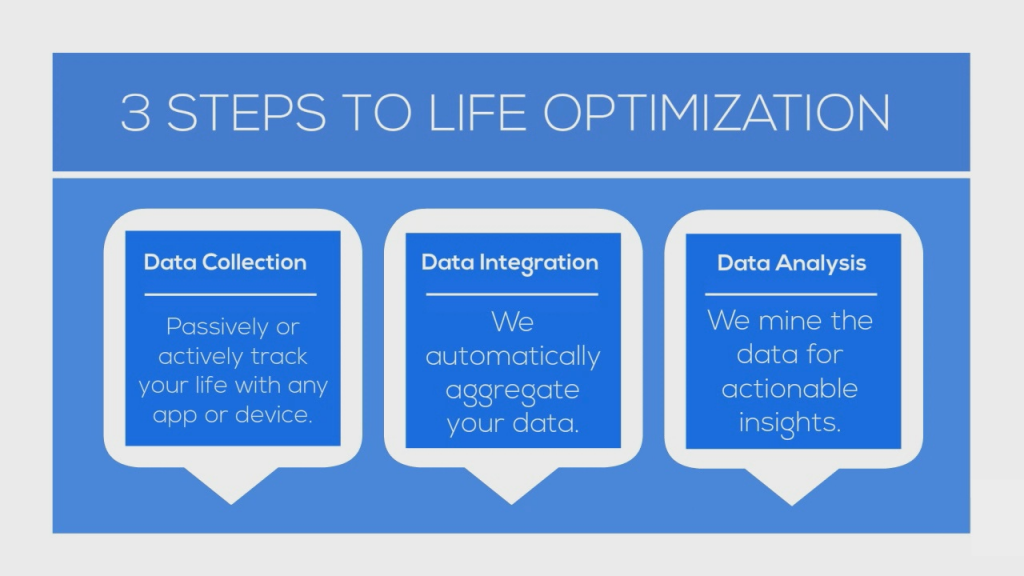 3 STEPS TO LIFE OPTIMIZATION
Data Collection
Passively or
actively track
your life with any
app or device.
Data Integration
We
automatically
aggregate
your data.
Data Analysis
We mine the
data for
actionable
insights.